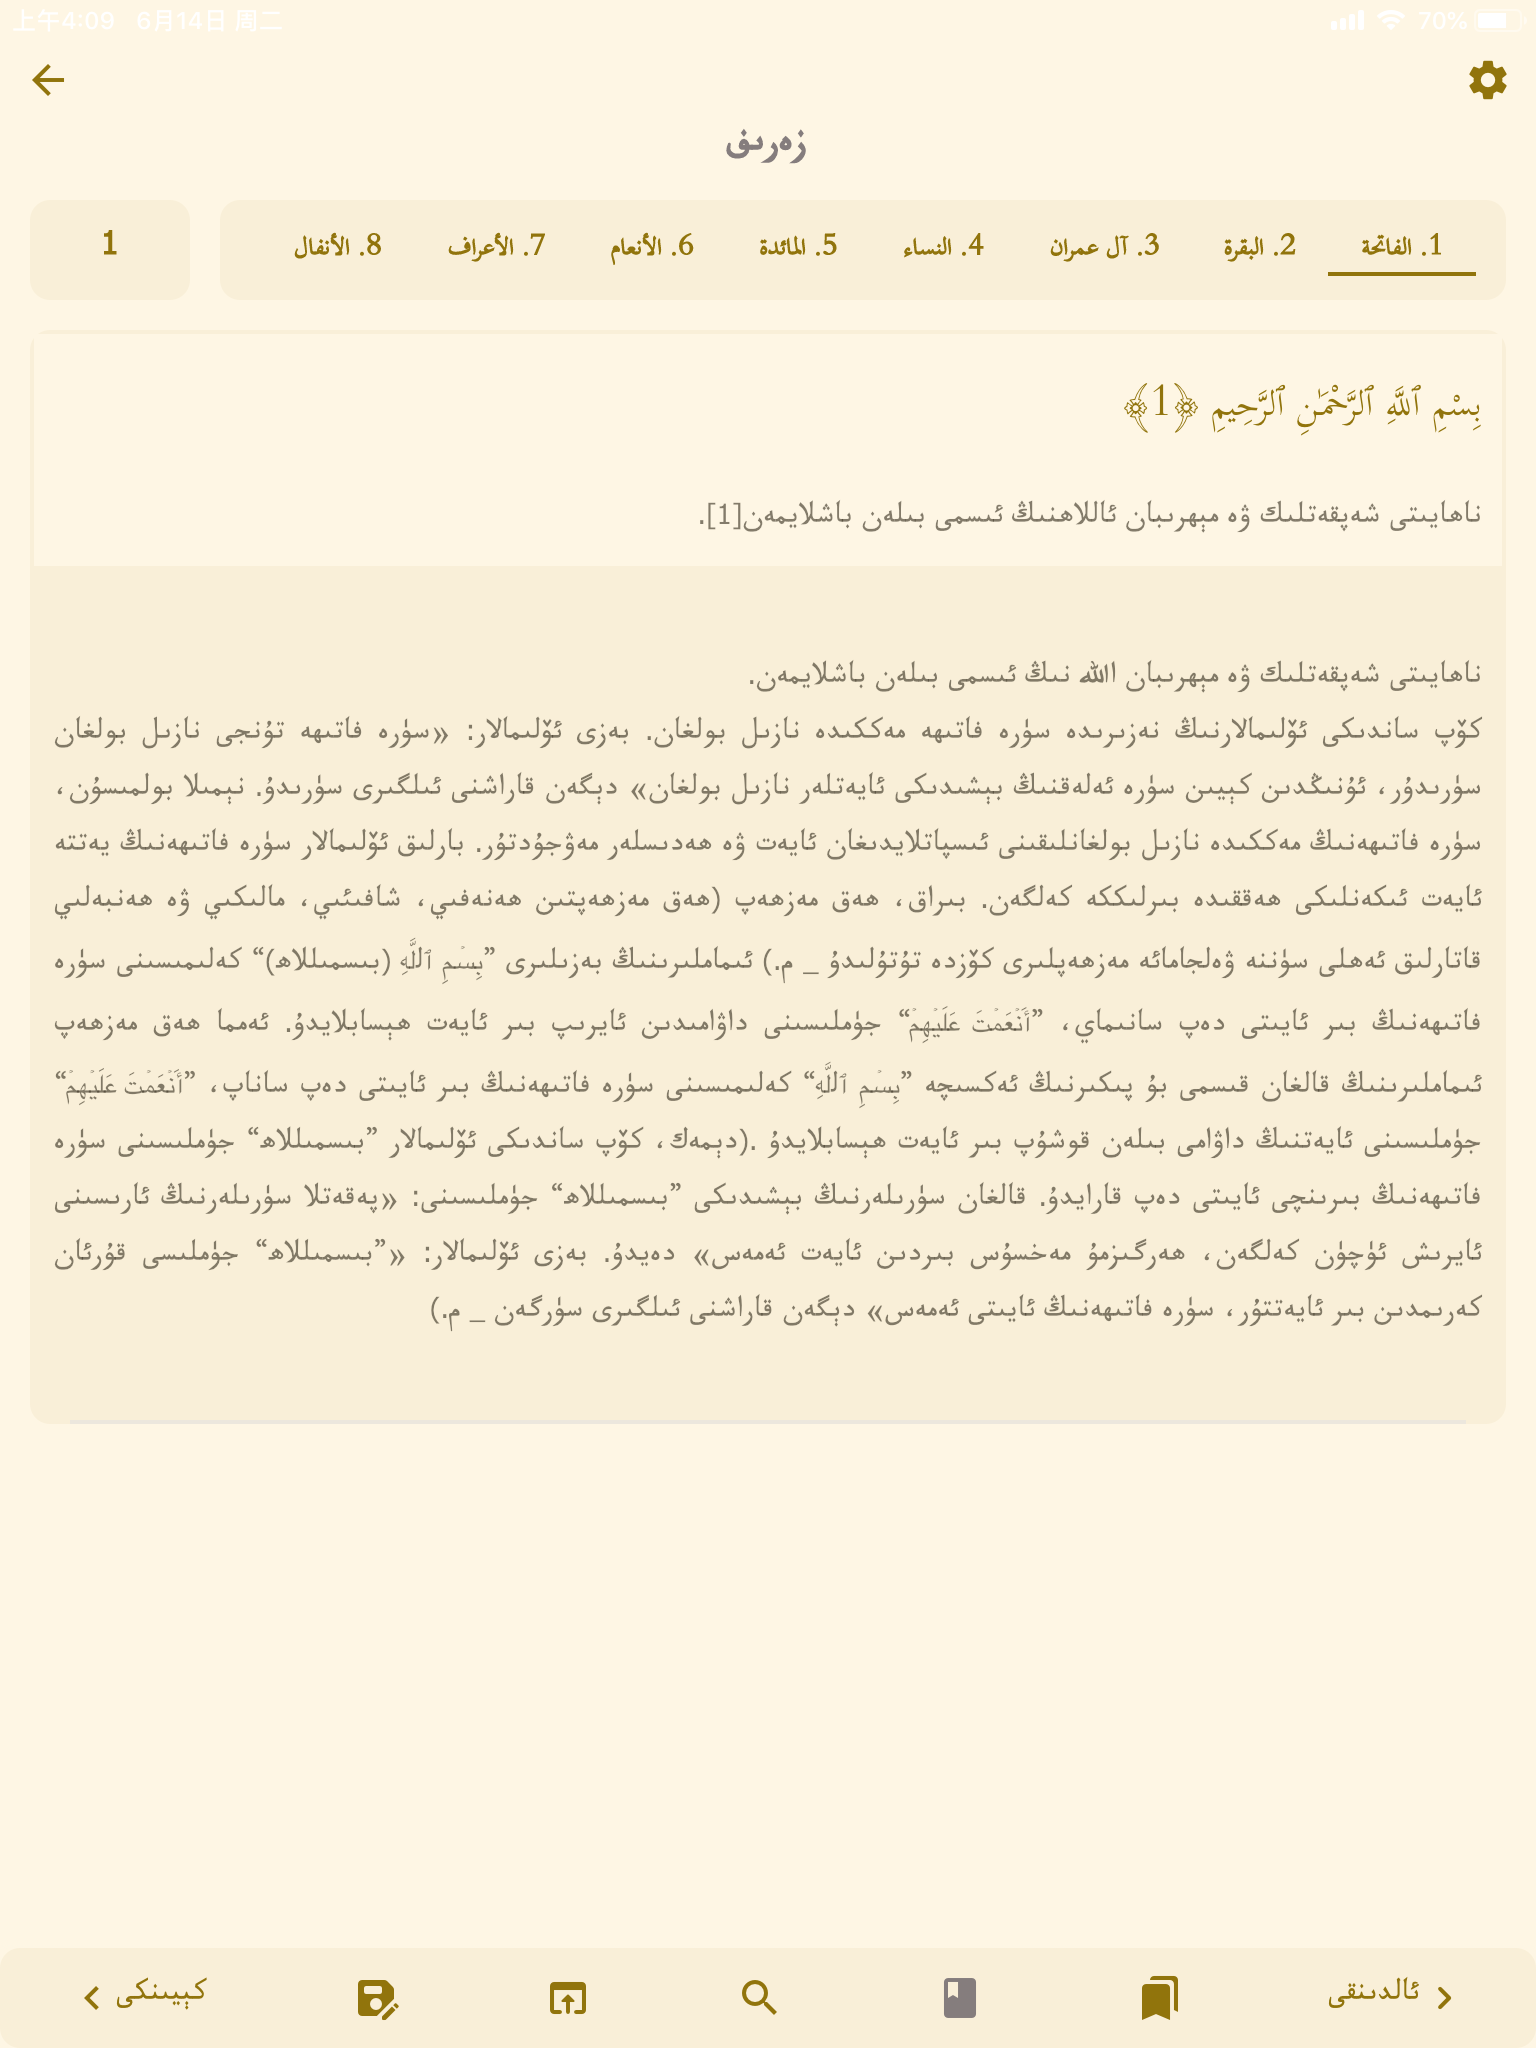 上午4:09 6月14日 周二
70%
زەرىق
1. الفاتحة 2. البقرة 3. آل عمران 4. النساء 5. المائدة 6. الأنعام 7. الأعراف 8. الأنفال
1
بِسْمِ ٱللَّهِ ٱلرَّحْمَٰنِ ٱلرَّحِيمِ ﴿1﴾
ناھايىتى شەپقەتلىك ۋە مېھرىبان ئاللاھنىڭ ئىسمى بىلەن باشلايمەن[1].
ناھايىتى شەپقەتلىك ۋە مېھرىبان الله نىڭ ئىسمى بىلەن باشلايمەن.
كۆپ ساندىكى ئۆلىمالارنىڭ نەزىرىدە سۈرە فاتىھە مەككىدە نازىل بولغان. بەزى ئۆلىمالار: «سۈرە فاتىھە تۇنجى نازىل بولغان
سۈرىدۇر، ئۇنىڭدىن كېيىن سۈرە ئەلەقنىڭ بېشىدىكى ئايەتلەر نازىل بولغان» دېگەن قاراشنى ئىلگىرى سۈرىدۇ. نېمىلا بولمىسۇن،
سۈرە فاتىھەنىڭ مەككىدە نازىل بولغانلىقىنى ئىسپاتلايدىغان ئايەت ۋە ھەدىسلەر مەۋجۇدتۇر. بارلىق ئۆلىمالار سۈرە فاتىھەنىڭ يەتتە
ئايەت ئىكەنلىكى ھەققىدە بىرلىككە كەلگەن. بىراق، ھەق مەزھەپ (ھەق مەزھەپتىن ھەنەفىي، شافىئىي، مالىكىي ۋە ھەنبەلىي
قاتارلىق ئەھلى سۈننە ۋەلجامائە مەزھەپلىرى كۆزدە تۇتۇلىدۇ _ م.) ئىماملىرىنىڭ بەزىلىرى ”بِسۡمِ ٱللَّهِ (بىسمىللاھ)“ كەلىمىسىنى سۈرە
فاتىھەنىڭ بىر ئايىتى دەپ سانىماي، ”أَنۡعَمۡتَ عَلَيۡهِمۡ“ جۈملىسىنى داۋامىدىن ئايرىپ بىر ئايەت ھېسابلايدۇ. ئەمما ھەق مەزھەپ
ئىماملىرىنىڭ قالغان قىسمى بۇ پىكىرنىڭ ئەكسىچە ”بِسۡمِ ٱللَّهِ“ كەلىمىسىنى سۈرە فاتىھەنىڭ بىر ئايىتى دەپ ساناپ، ”أَنۡعَمۡتَ عَلَيۡهِمۡ“
جۈملىسىنى ئايەتنىڭ داۋامى بىلەن قوشۇپ بىر ئايەت ھېسابلايدۇ .(دېمەك، كۆپ ساندىكى ئۆلىمالار ”بىسمىللاھ“ جۈملىسىنى سۈرە
فاتىھەنىڭ بىرىنچى ئايىتى دەپ قارايدۇ. قالغان سۈرىلەرنىڭ بېشىدىكى ”بىسمىللاھ“ جۈملىسىنى: «پەقەتلا سۈرىلەرنىڭ ئارىسىنى
ئايرىش ئۈچۈن كەلگەن، ھەرگىزمۇ مەخسۇس بىردىن ئايەت ئەمەس» دەيدۇ. بەزى ئۆلىمالار: «”بىسمىللاھ“ جۈملىسى قۇرئان
كەرىمدىن بىر ئايەتتۇر، سۈرە فاتىھەنىڭ ئايىتى ئەمەس» دېگەن قاراشنى ئىلگىرى سۈرگەن _ م.)
ئالدىنقى
كېيىنكى